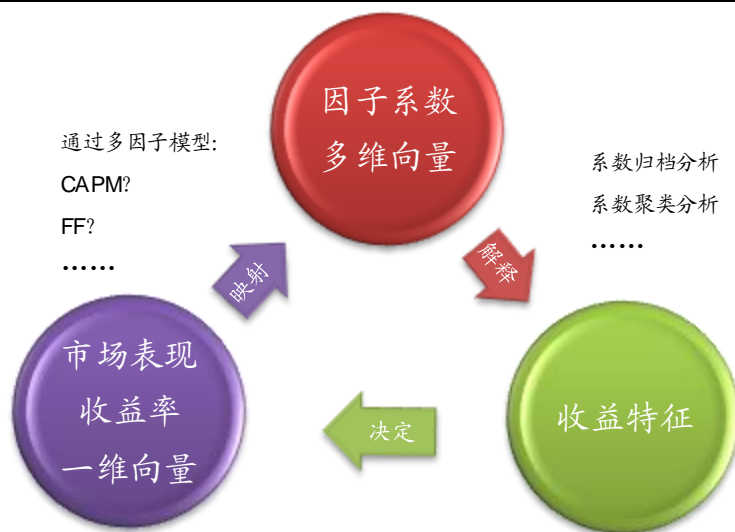 因子系数
多维向量
通过多因子模型:
CAPM?
FF?
......
系数归档分析
系数聚类分析
......
映射
解释
市场表现
收益率
一维向量
决定
收益特征